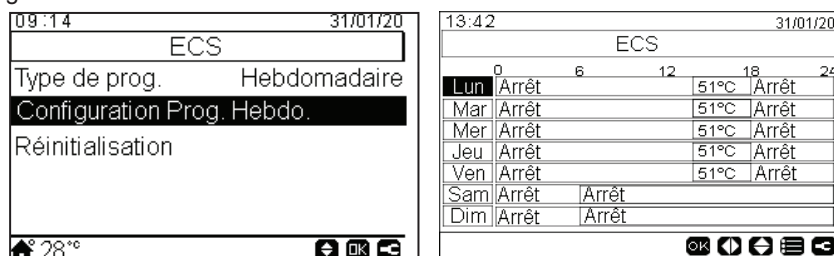 09:14 31/01/20
ECS
Type de prog. Hebdomadaire
Configuration Prog. Hebdo.
Réinitialisation
28°c OK
13:42 31/01/20
ECS
0 6 12 18 24
Lun Arrêt 51°C Arrêt
Mar Arrêt 51°C Arrêt
Mer Arrêt 51°C Arrêt
Jeu Arrêt 51°C Arrêt
Ven Arrêt 51°C Arrêt
Sam Arrêt Arrêt
Dim Arrêt Arrêt
OK